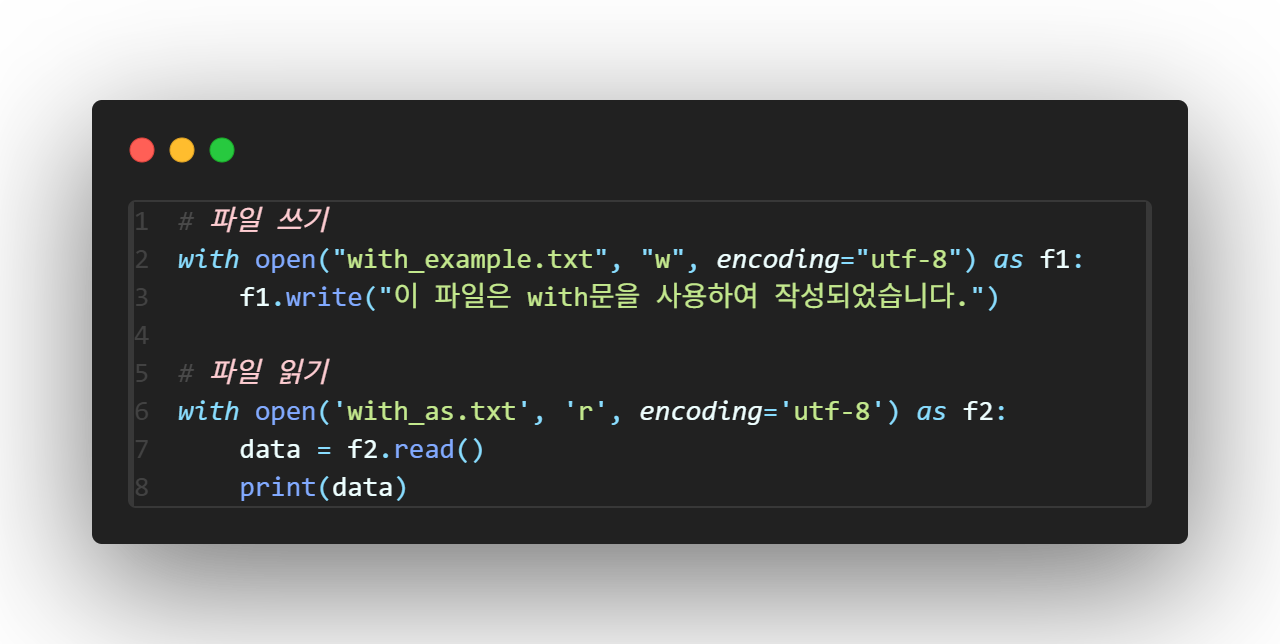 1 # 파일 쓰기
2 with open("with_example.txt", "w", encoding="utf-8") as f1:
3     f1.write("이 파일은 with문을 사용하여 작성되었습니다.")
4
5 # 파일 읽기
6 with open('with_as.txt', 'r', encoding='utf-8') as f2:
7     data = f2.read()
8     print(data)